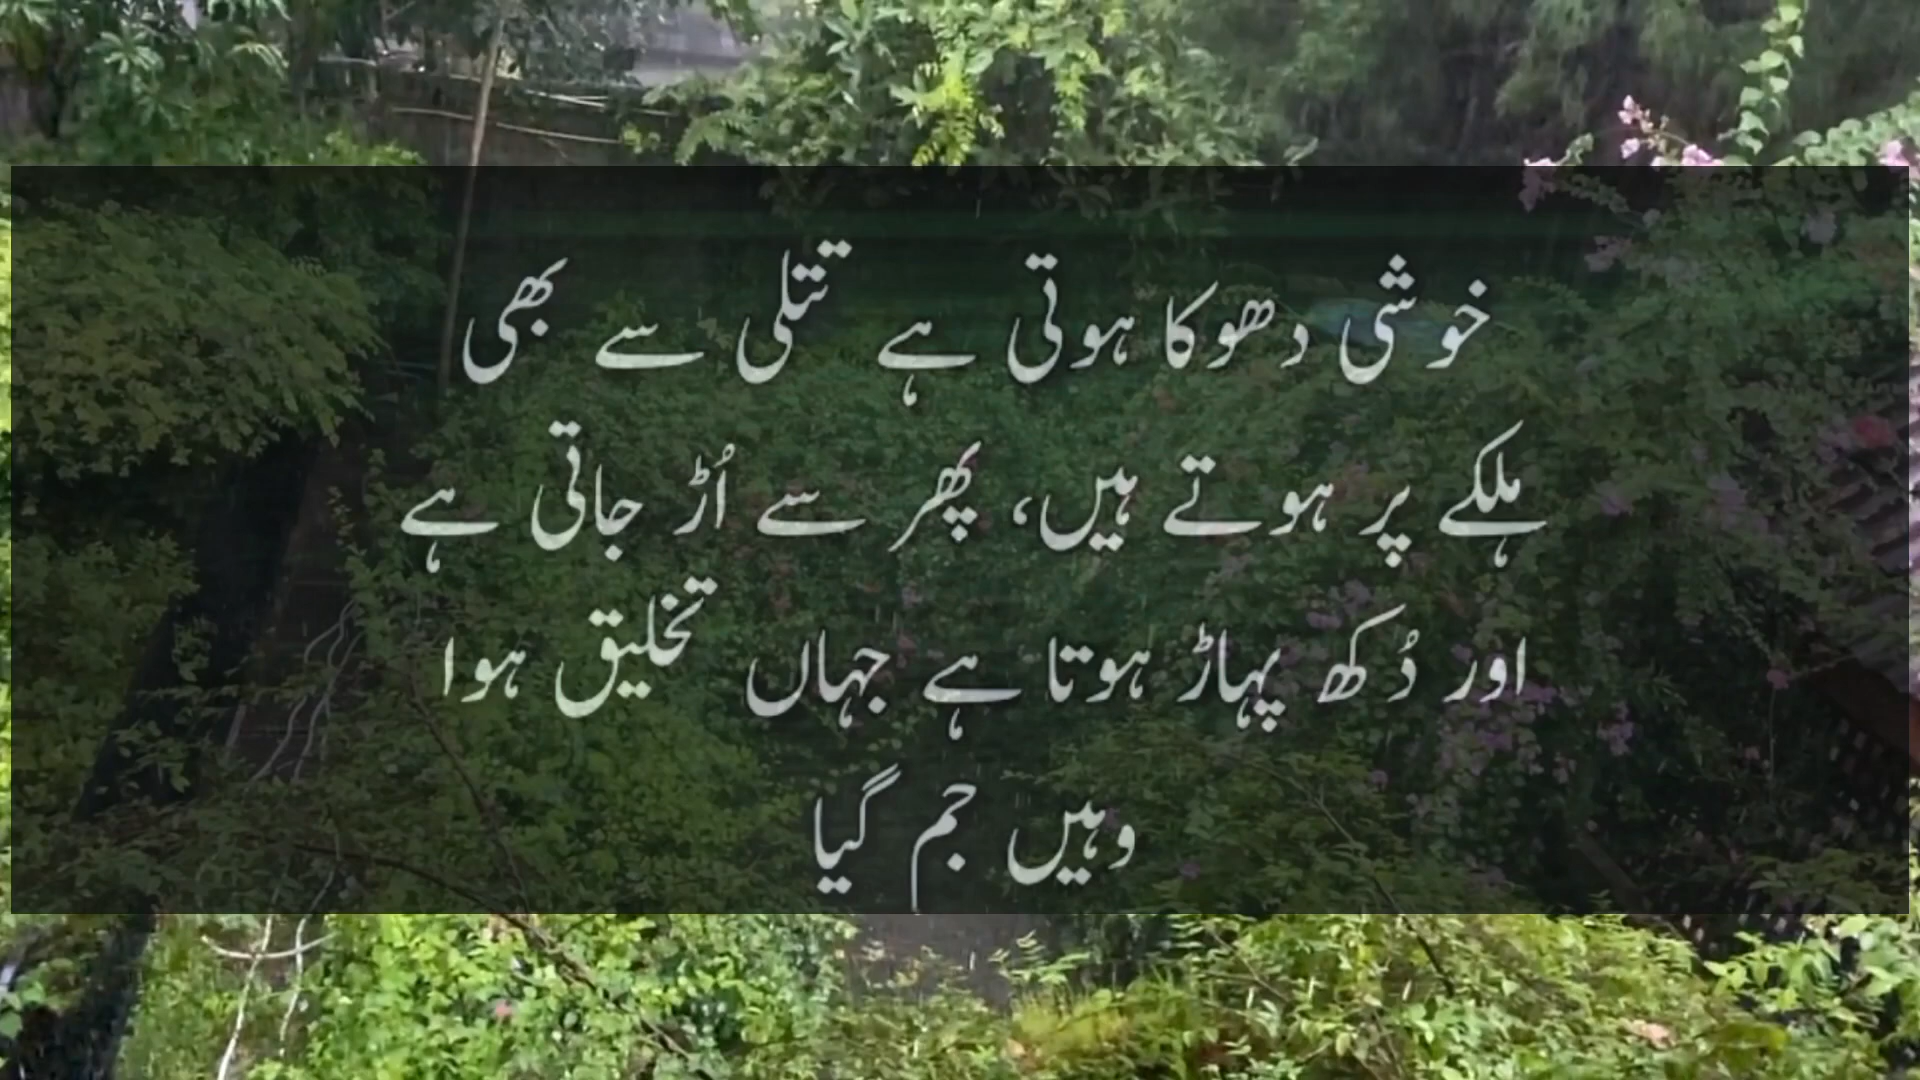 خوشی دھوکا ہوتی ہے تتلی سے بھی
ہلکے پر ہوتے ہیں، پھر سے اُڑ جاتی ہے
اور دُکھ پہاڑ ہوتا ہے جہاں تخلیق ہوا
وہیں جم گیا